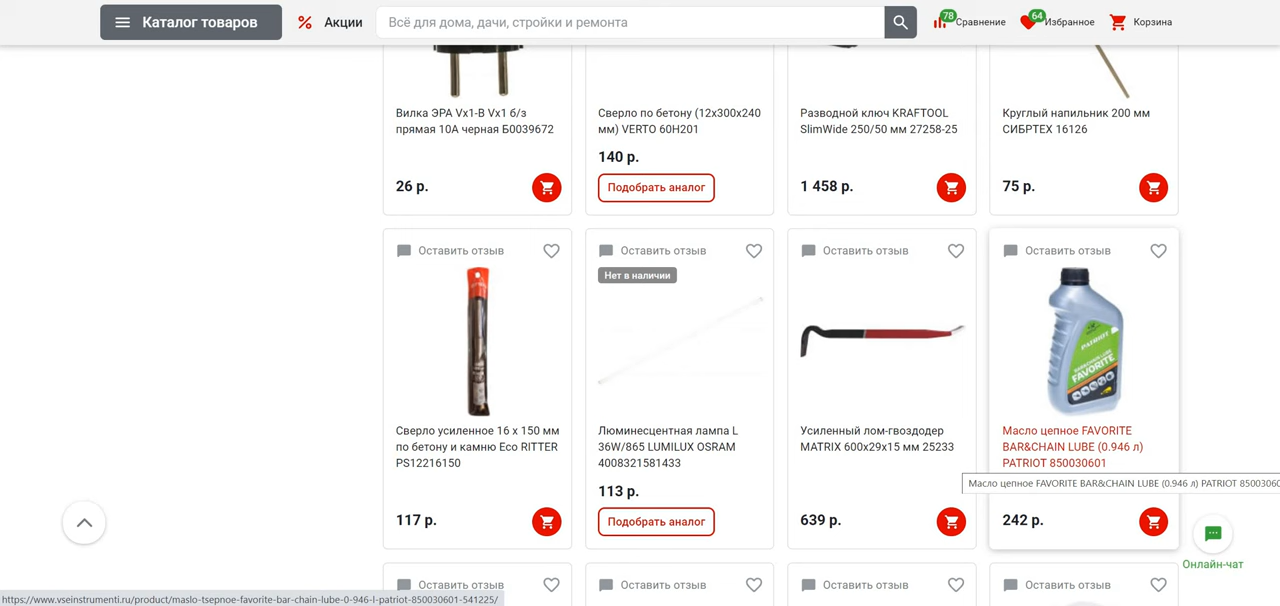 Каталог товаров
%
Акции
Всё для дома, дачи, стройки и ремонта
78
Сравнение
64
Избранное
Корзина
Вилка ЭРА Vx1-B Vx1 б/з
прямая 10А черная Б0039672
26 р.
Сверло по бетону (12х300х240
мм) VERTO 60H201
140 р.
Подобрать аналог
Разводной ключ KRAFTOOL
SlimWide 250/50 мм 27258-25
1 458 р.
Круглый напильник 200 мм
СИБРТЕХ 16126
75 р.
Оставить отзыв
Сверло усиленное 16 x 150 мм
по бетону и камню Eco RITTER
PS12216150
117 р.
Оставить отзыв
Нет в наличии
Люминесцентная лампа L
36W/865 LUMILUX OSRAM
4008321581433
113 р.
Подобрать аналог
Оставить отзыв
Усиленный лом-гвоздодер
MATRIX 600х29х15 мм 25233
639 р.
Оставить отзыв
PATRIOT
BAR&CHAIN LUBE
FAVORITE
Масло цепное FAVORITE
BAR&CHAIN LUBE (0.946 л)
PATRIOT 850030601
Масло цепное FAVORITE BAR&CHAIN LUBE (0.946 л) PATRIOT 85003060
242 р.
Онлайн-чат
Оставить отзыв
Оставить отзыв
Оставить отзыв
Оставить отзыв
https://www.vseinstrumenti.ru/product/maslo-tsepnoe-favorite-bar-chain-lube-0-946-l-patriot-850030601-541225/